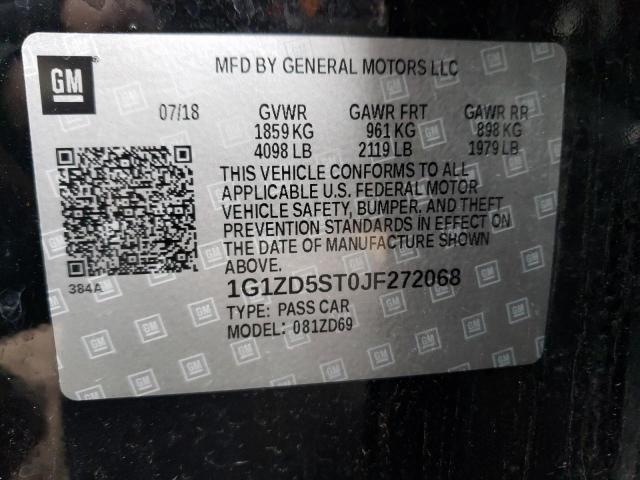 GM
MFD BY GENERAL MOTORS LLC
07/18 GVWR GAWR FRT GAWR RR
1859 KG 961 KG 898 KG
4098 LB 2119 LB 1979 LB
THIS VEHICLE CONFORMS TO ALL
APPLICABLE U.S. FEDERAL MOTOR
VEHICLE SAFETY, BUMPER, AND THEFT
PREVENTION STANDARDS IN EFFECT ON
THE DATE OF MANUFACTURE SHOWN
ABOVE.
384A
1G1ZD5ST0JF272068
TYPE: PASS CAR
MODEL: 081ZD69